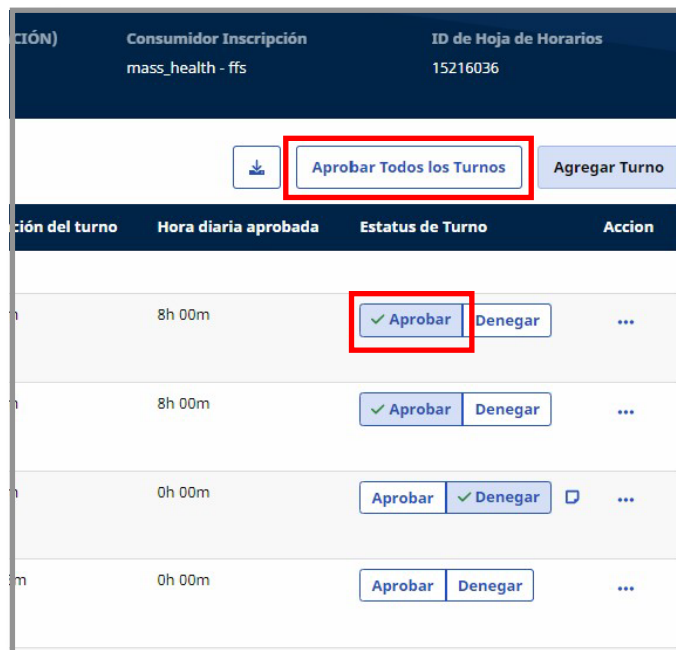 CIÓN) Consumidor Inscripción ID de Hoja de Horarios
mass_health - ffs 15216036
Aprobar Todos los Turnos Agregar Turno
ción del turno Hora diaria aprobada Estatus de Turno Accion
8h 00m Aprobar Denegar
8h 00m Aprobar Denegar
0h 00m Aprobar Denegar
m 0h 00m Aprobar Denegar